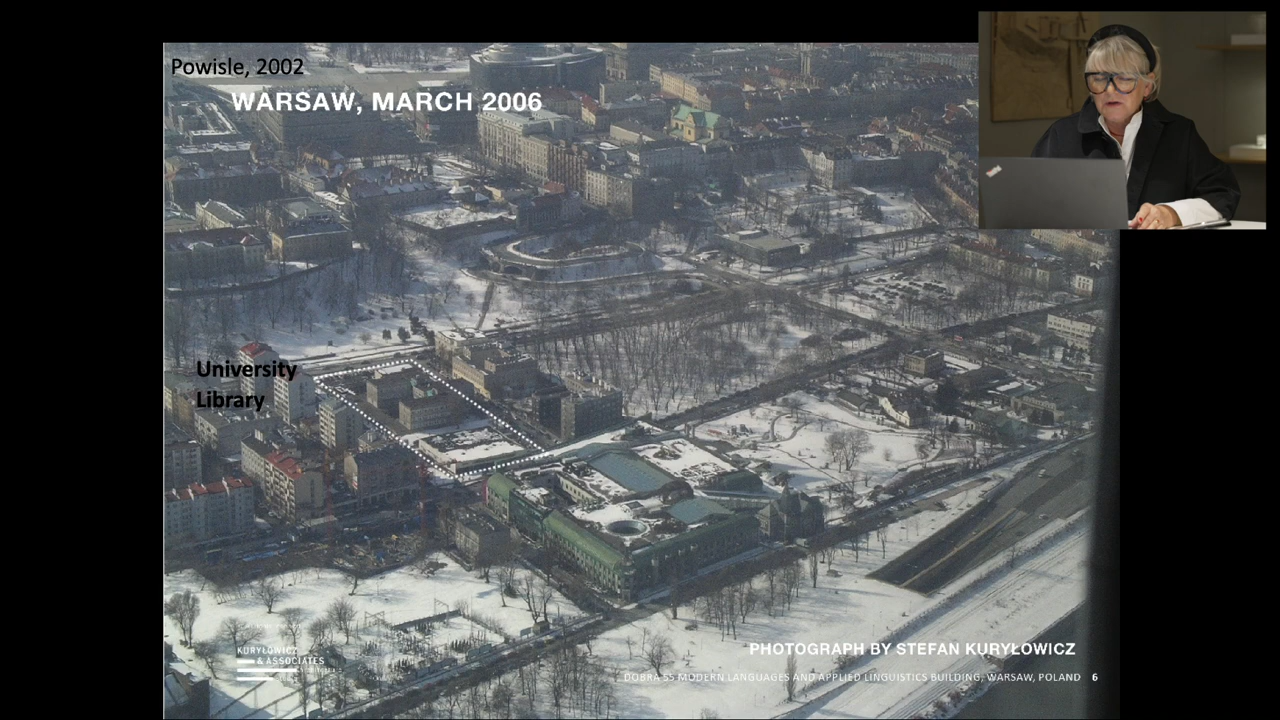 Powisle, 2002
WARSAW, MARCH 2006
University
Library
KURYŁOWICZ
& ASSOCIATES
PHOTOGRAPH BY STEFAN KURYŁOWICZ
DOBRA 55 MODERN LANGUAGES AND APPLIED LINGUISTICS BUILDING, WARSAW, POLAND 6